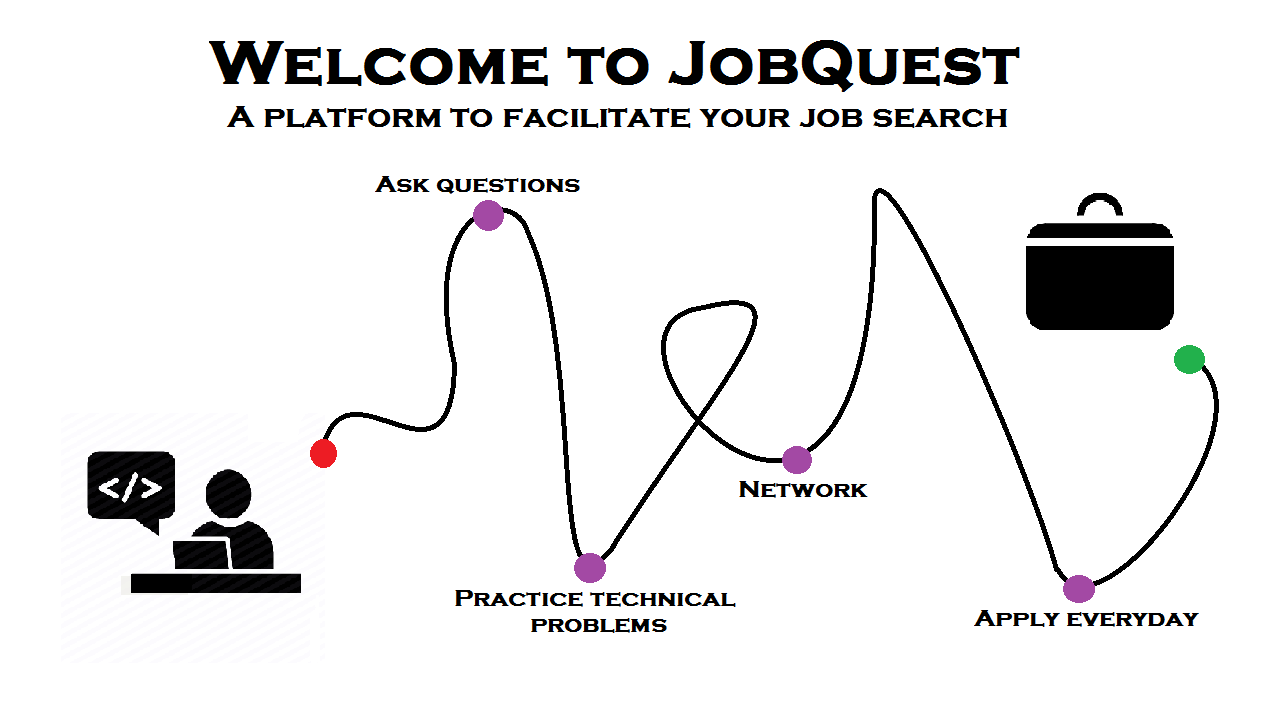 Welcome to JobQuest
A platform to facilitate your job search
Ask questions
</>
Network
Practice technical
problems
Apply everyday